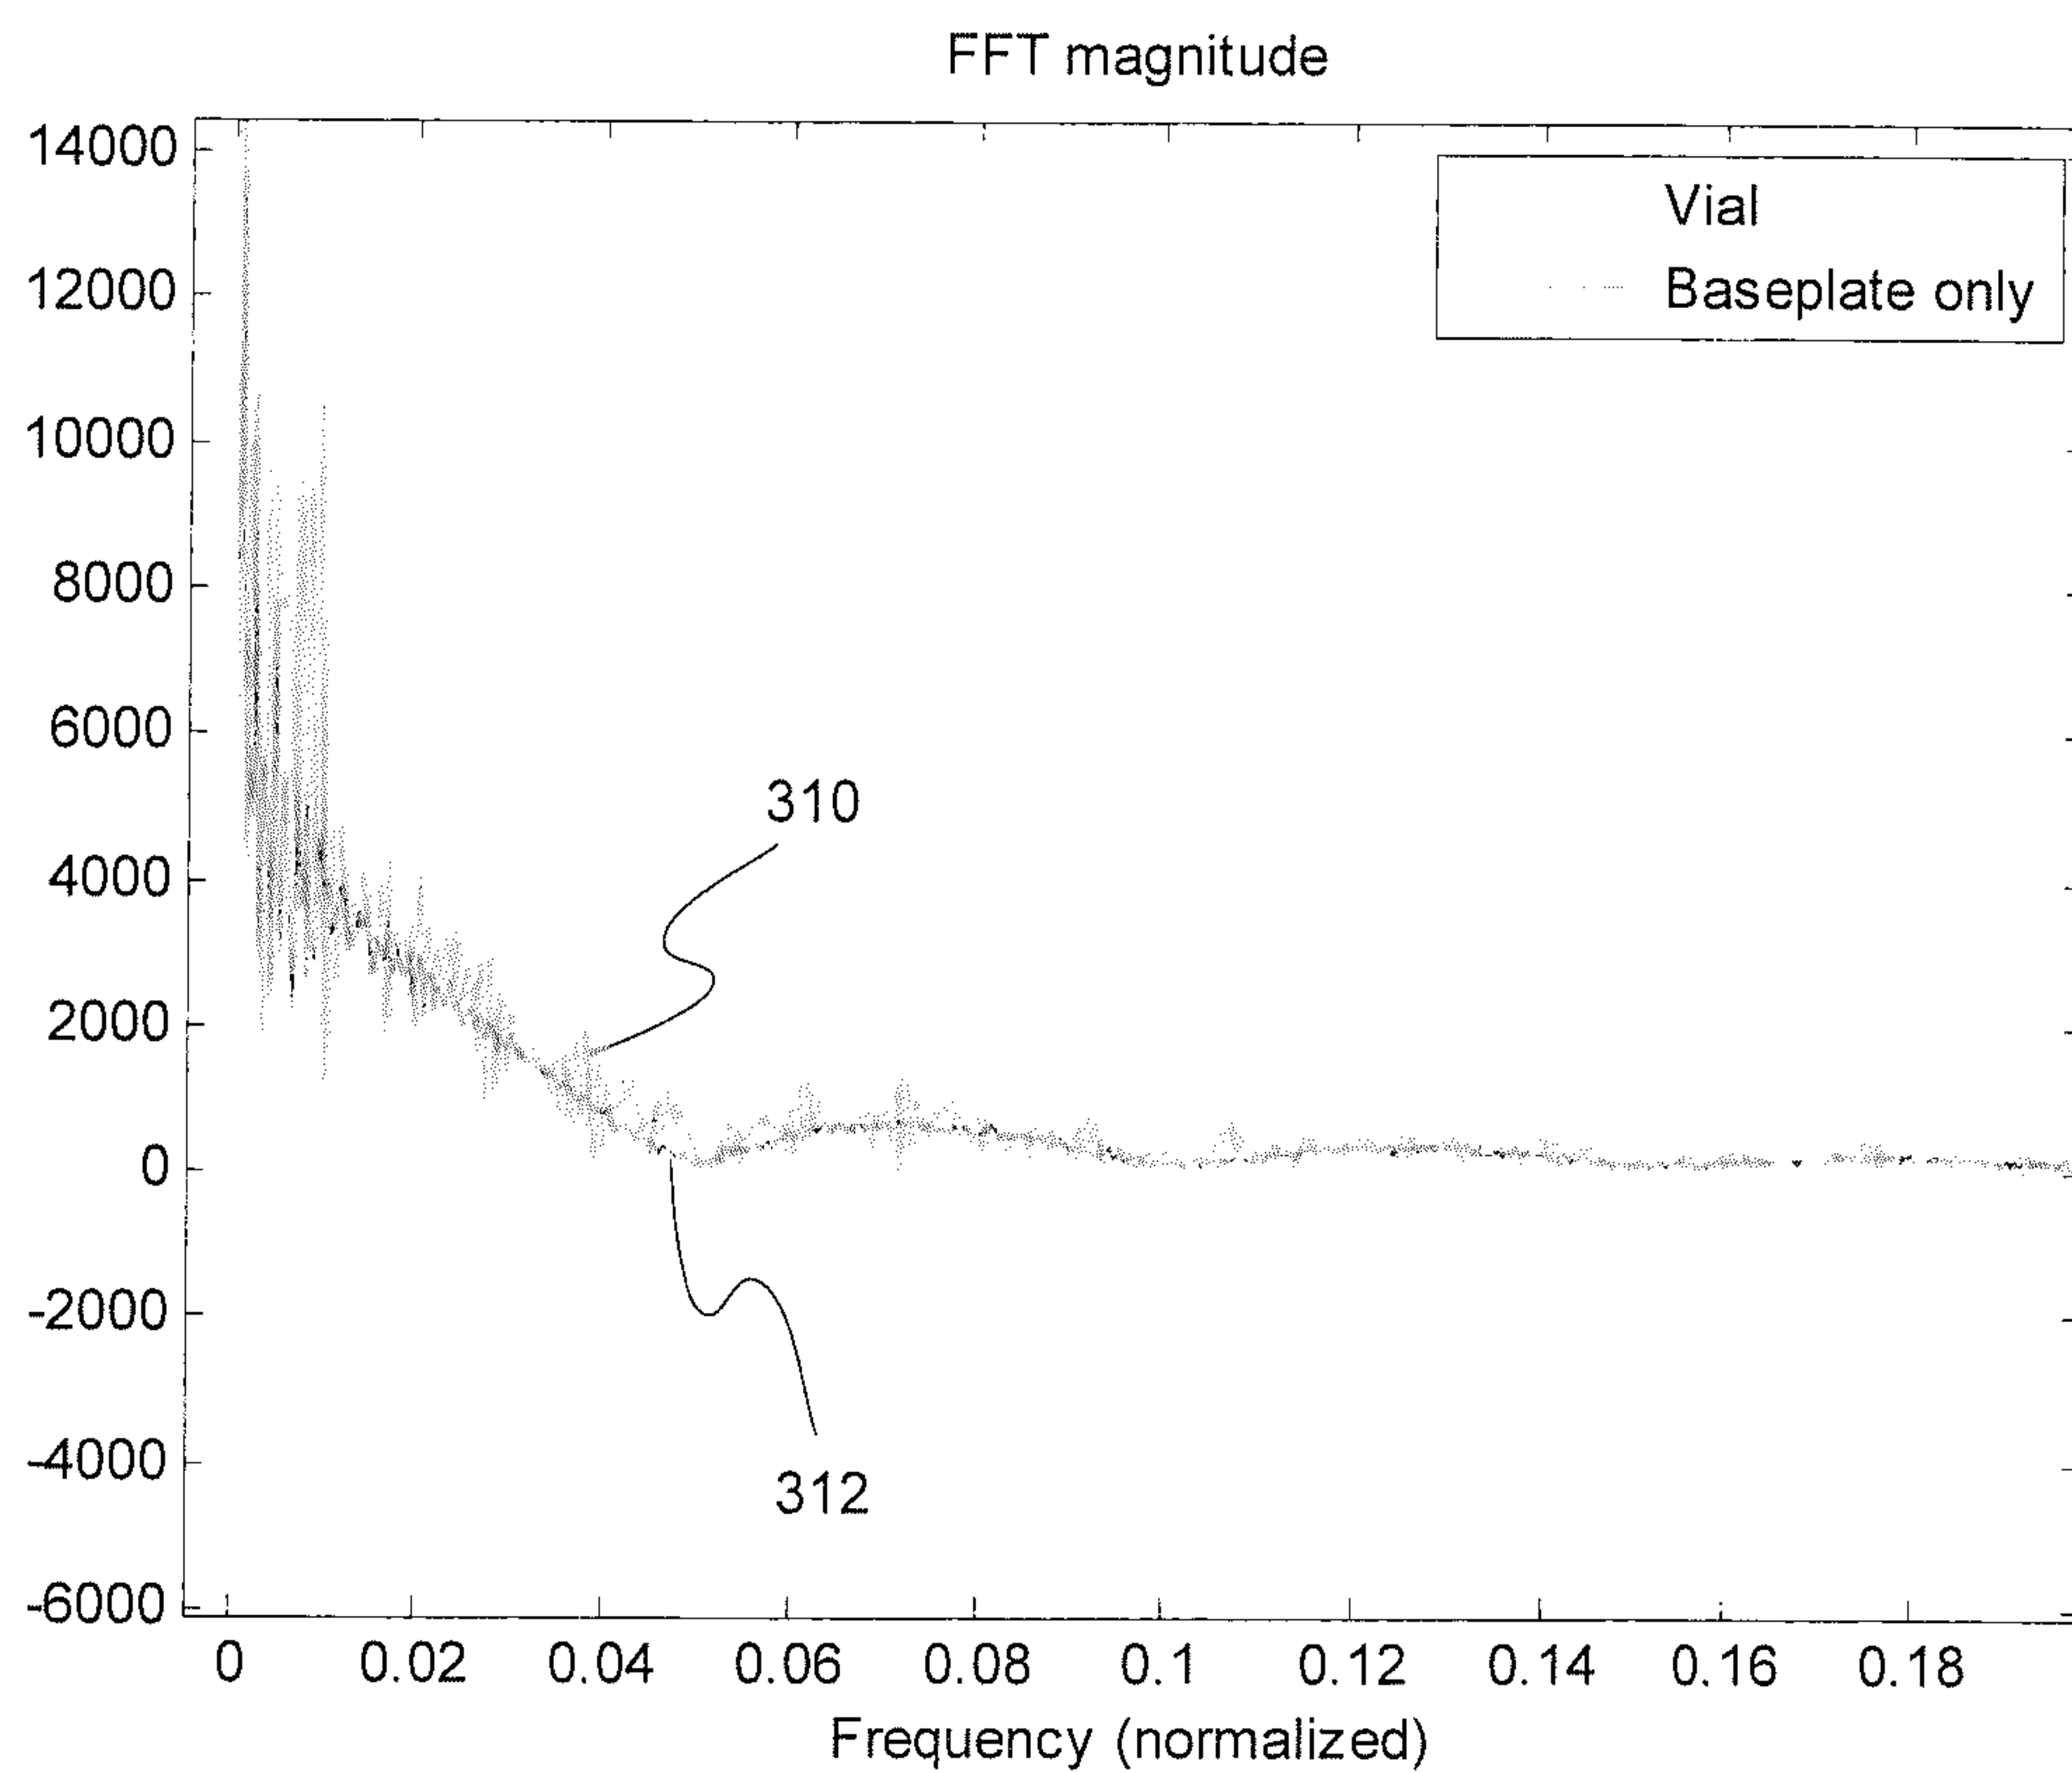 FFT magnitude
14000
12000
10000
8000
6000
4000
2000
0
-2000
-4000
-6000
Vial
Baseplate only
310
312
0 0.02 0.04 0.06 0.08 0.1 0.12 0.14 0.16 0.18
Frequency (normalized)